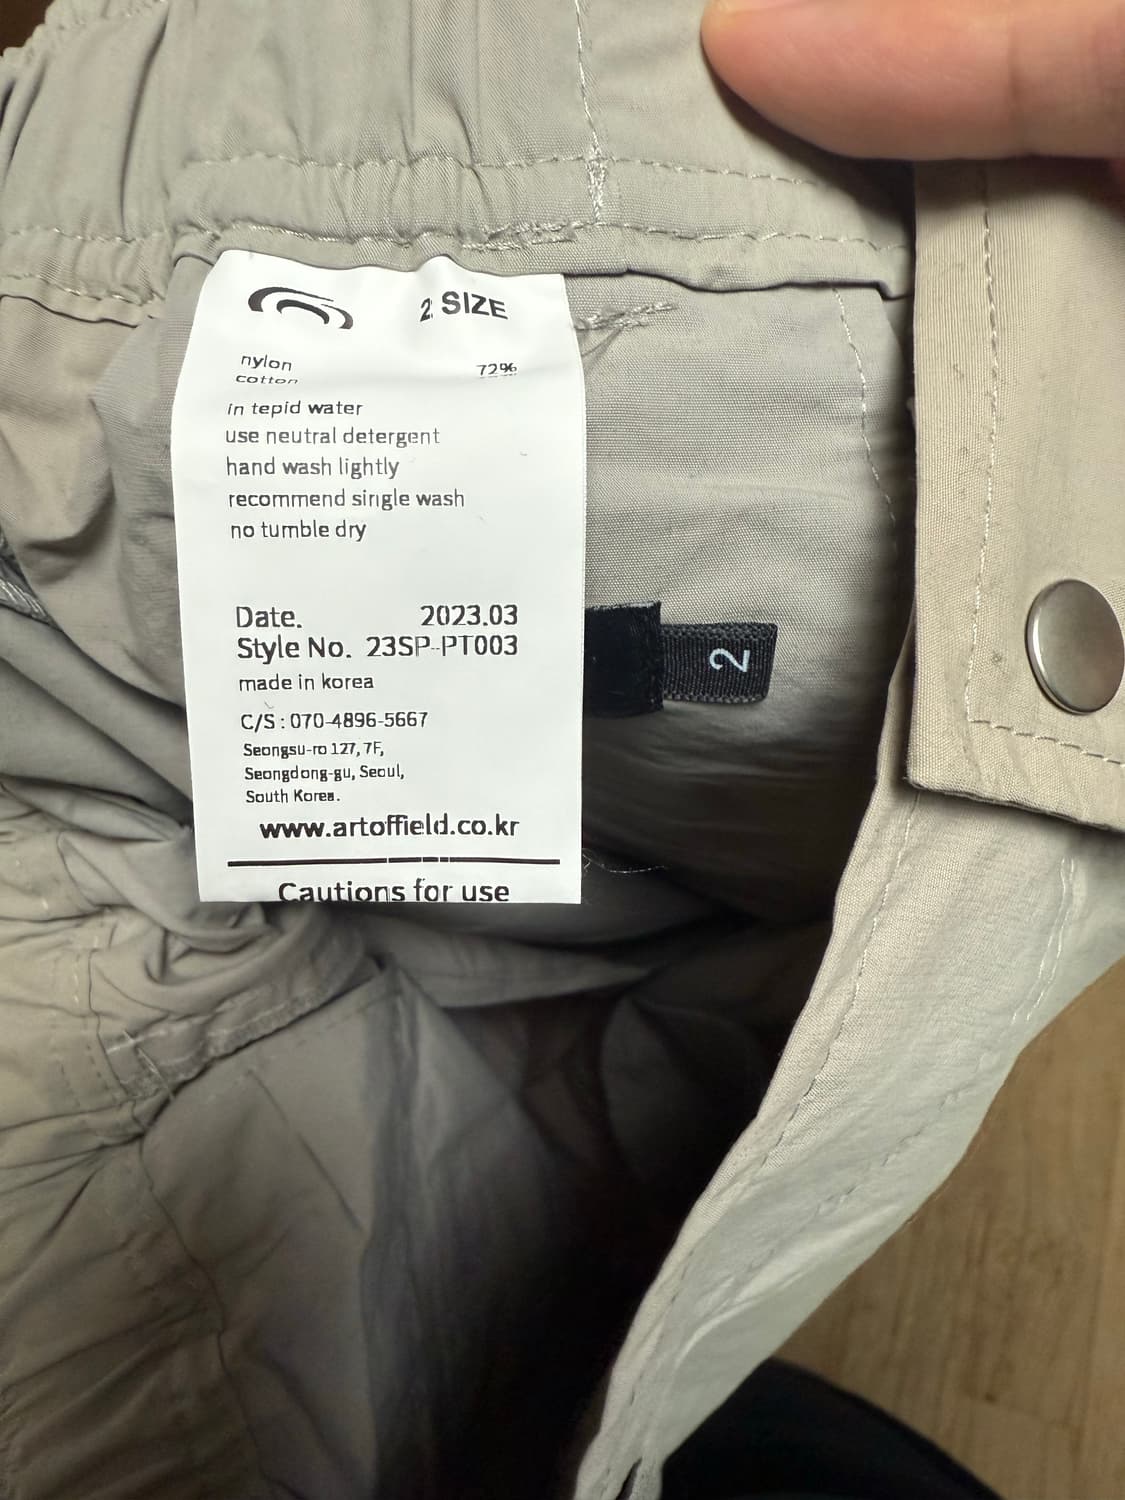 2 SIZE
nylon 72%
cotton
in tepid water
use neutral detergent
hand wash lightly
recommend single wash
no tumble dry
Date. 2023.03
Style No. 23SP-PT003
made in korea
C/S : 070-4896-5667
Seongsu-ro 127, 7F,
Seongdong-gu, Seoul,
South Korea.
www.artoffield.co.kr
Cautions for use
2